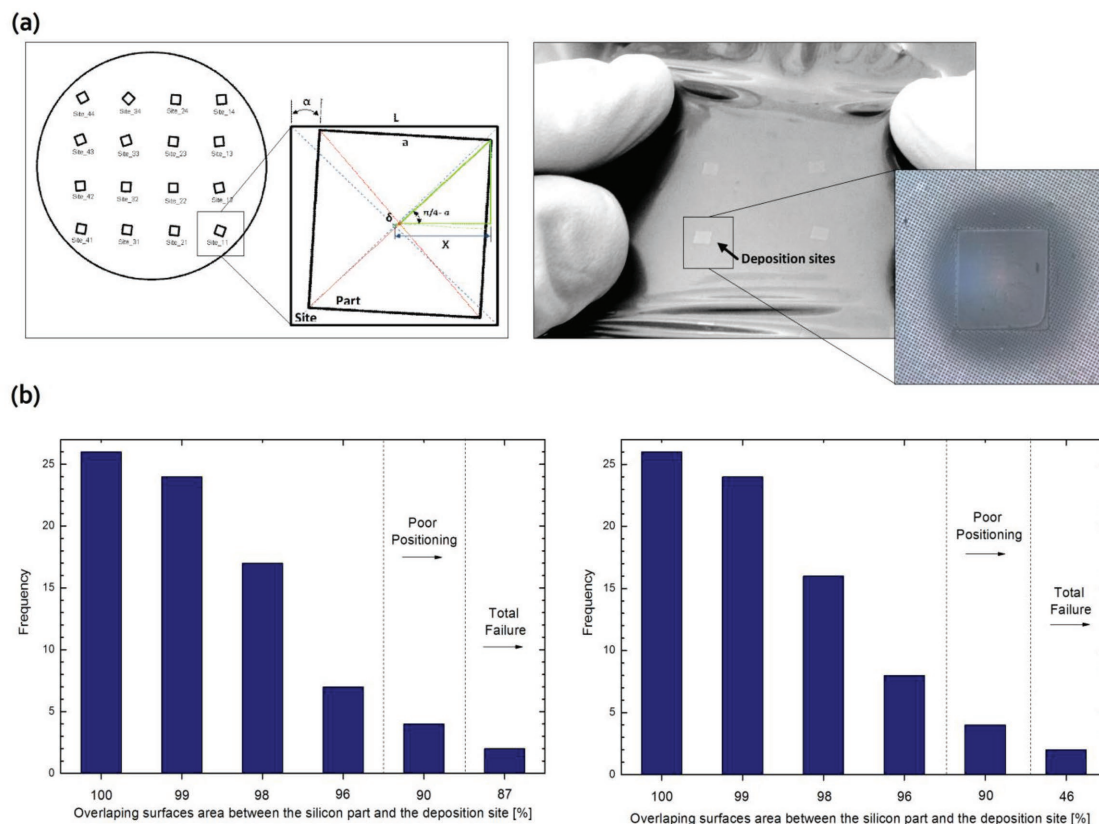 (a)
Site_44 Site_34 Site_24 Site_14
Site_43 Site_23 Site_13
Site_42 Site_22
Site_41 Site_31 Site_21 Site_11
α
L
a
δ
π/4- α
X
Part
Site
Deposition sites
(b)
Frequency
25
20
15
10
5
0
100 99 98 96 90 87
Poor
Positioning
Total
Failure
Overlaping surfaces area between the silicon part and the deposition site [%]
Frequency
25
20
15
10
5
0
100 99 98 96 90 46
Poor
Positioning
Total
Failure
Overlaping surfaces area between the silicon part and the deposition site [%]